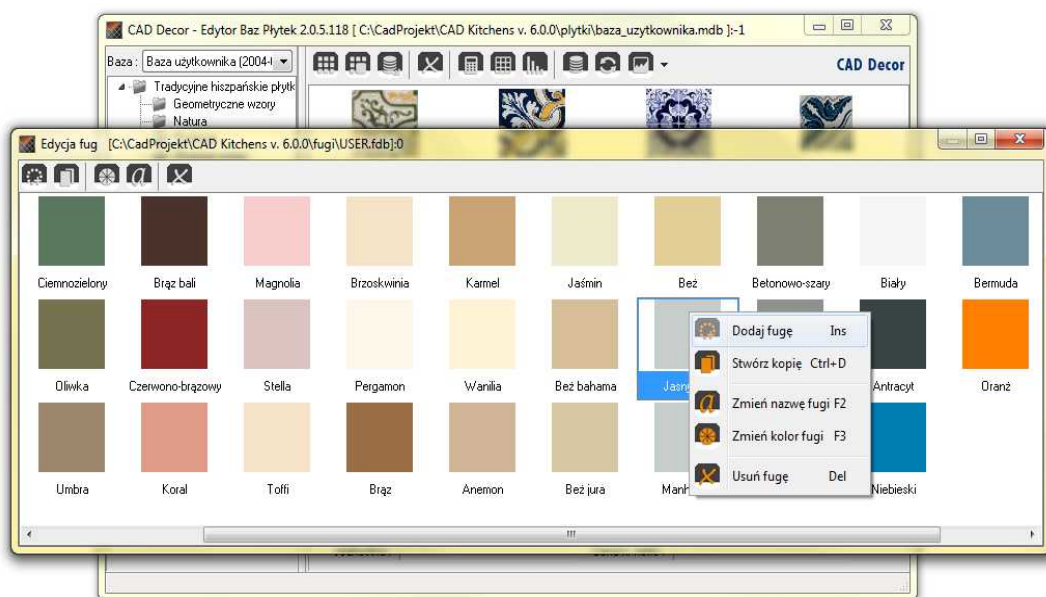 CAD Decor - Edytor Baz Płytek 2.0.5.118 [ C:\CadProjekt\CAD Kitchens v. 6.0.0\plytki\baza_uzytkownika.mdb ]:-1
Baza : Baza użytkownika (2004-
CAD Decor
Tradycyjne hiszpańskie płytk
Geometryczne wzory
Natura
Edycja fug [C:\CadProjekt\CAD Kitchens v. 6.0.0\fugi\USER.fdb]:0
Ciemnozielony Brąz bali Magnolia Brzoskwinia Karmel Jaśmin Beż Betonowo-szary Biały Bermuda
Dodaj fugę Ins
Stwórz kopię Ctrl+D
Oliwka Czerwono-brązowy Stella Pergamon Wanilia Beż bahama Jasny Antracyt Oranż
Zmień nazwę fugi F2
Zmień kolor fugi F3
Usuń fugę Del
Umbra Koral Toffi Brąz Anemon Beż jura Manh Niebieski